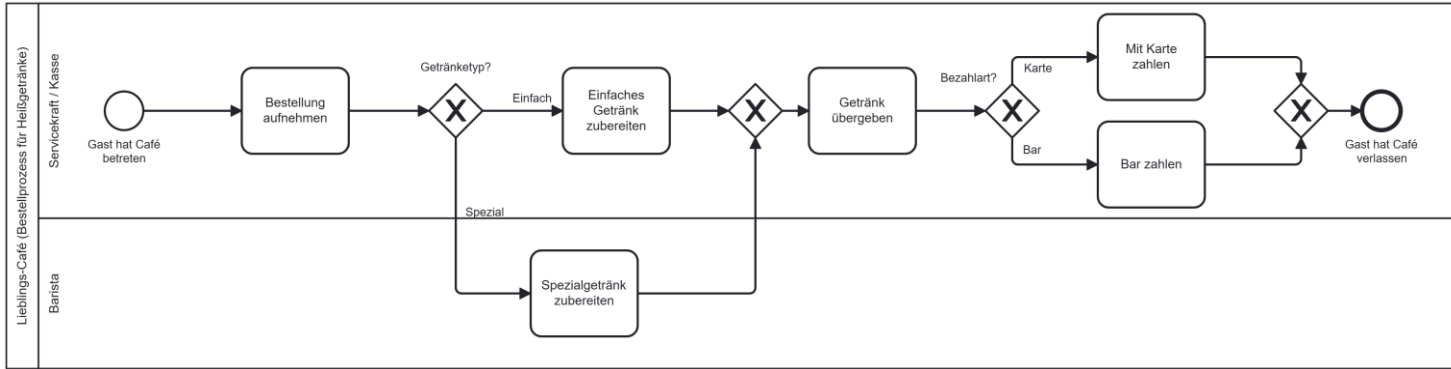 Lieblings-Café (Bestellprozess für Heißgetränke)
Servicekraft / Kasse
Gast hat Café
betreten
Bestellung
aufnehmen
Getränketyp?
Einfach
Spezial
Einfaches
Getränk
zubereiten
Getränk
übergeben
Bezahlart?
Karte
Bar
Mit Karte
zahlen
Bar zahlen
Gast hat Café
verlassen
Barista
Spezialgetränk
zubereiten